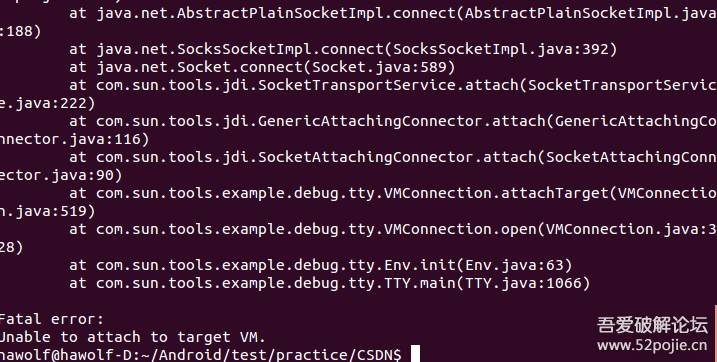 at java.net.AbstractPlainSocketImpl.connect(AbstractPlainSocketImpl.java
:188)
at java.net.SocksSocketImpl.connect(SocksSocketImpl.java:392)
at java.net.Socket.connect(Socket.java:589)
at com.sun.tools.jdi.SocketTransportService.attach(SocketTransportServic
e.java:222)
at com.sun.tools.jdi.GenericAttachingConnector.attach(GenericAttachingCo
nnector.java:116)
at com.sun.tools.jdi.SocketAttachingConnector.attach(SocketAttachingConn
ector.java:90)
at com.sun.tools.example.debug.tty.VMConnection.attachTarget(VMConnectio
n.java:519)
at com.sun.tools.example.debug.tty.VMConnection.open(VMConnection.java:3
28)
at com.sun.tools.example.debug.tty.Env.init(Env.java:63)
at com.sun.tools.example.debug.tty.TTY.main(TTY.java:1066)
Fatal error:
Unable to attach to target VM.
hawolf@hawolf-D:~/Android/test/practice/CSDN$
吾爱破解论坛
www.52pojie.cn